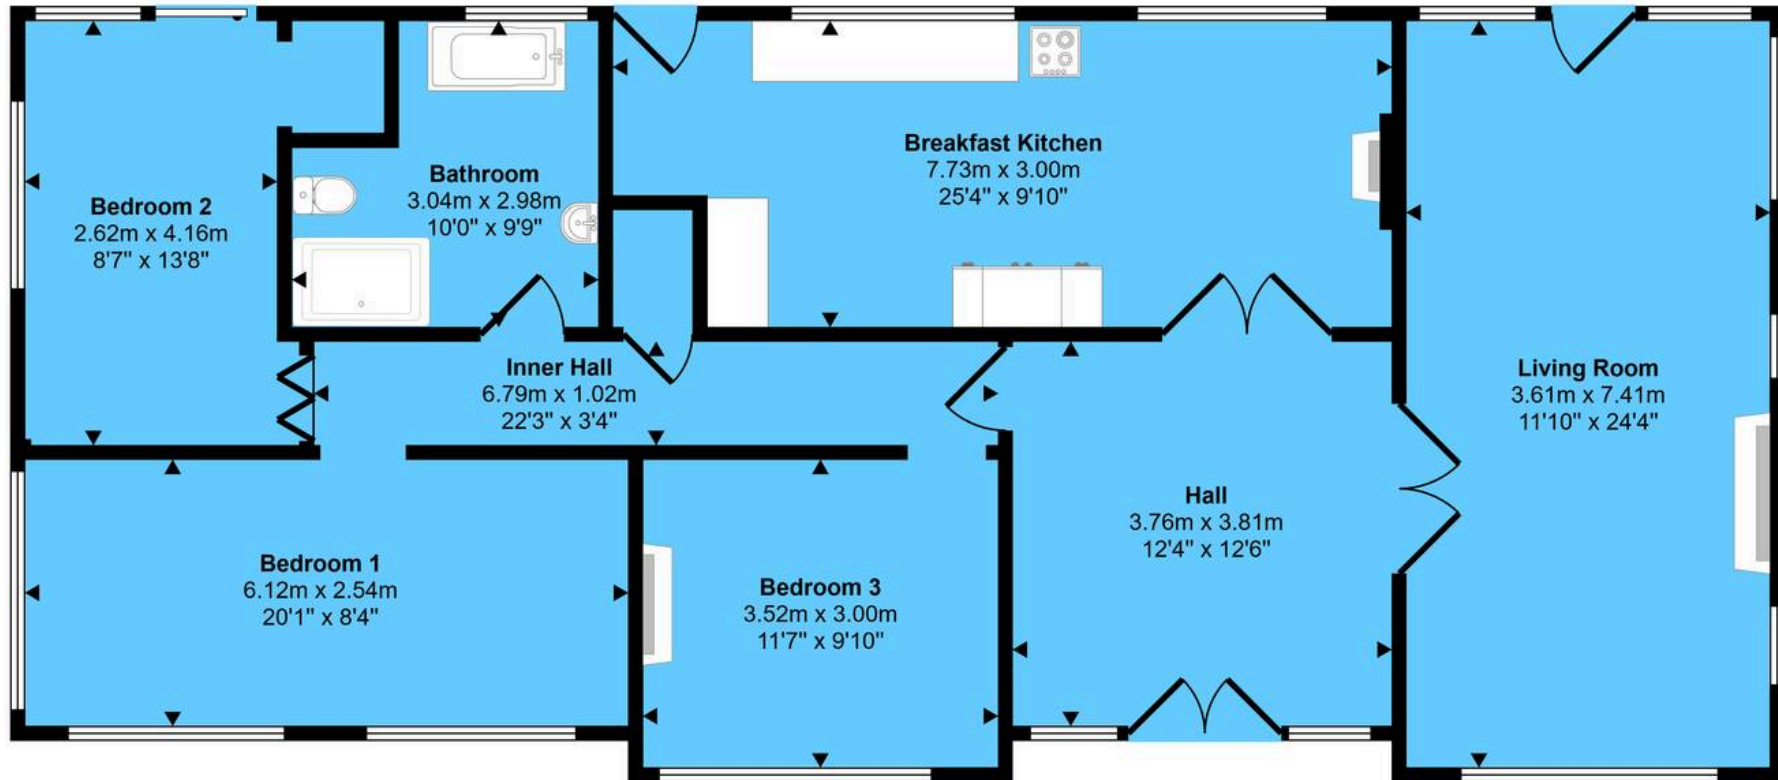 Breakfast Kitchen
7.73m x 3.00m
25'4" x 9'10"
Bathroom
3.04m x 2.98m
10'0" x 9'9"
Bedroom 2
2.62m x 4.16m
8'7" x 13'8"
Inner Hall
6.79m x 1.02m
22'3" x 3'4"
Living Room
3.61m x 7.41m
11'10" x 24'4"
Hall
3.76m x 3.81m
12'4" x 12'6"
Bedroom 1
6.12m x 2.54m
20'1" x 8'4"
Bedroom 3
3.52m x 3.00m
11'7" x 9'10"